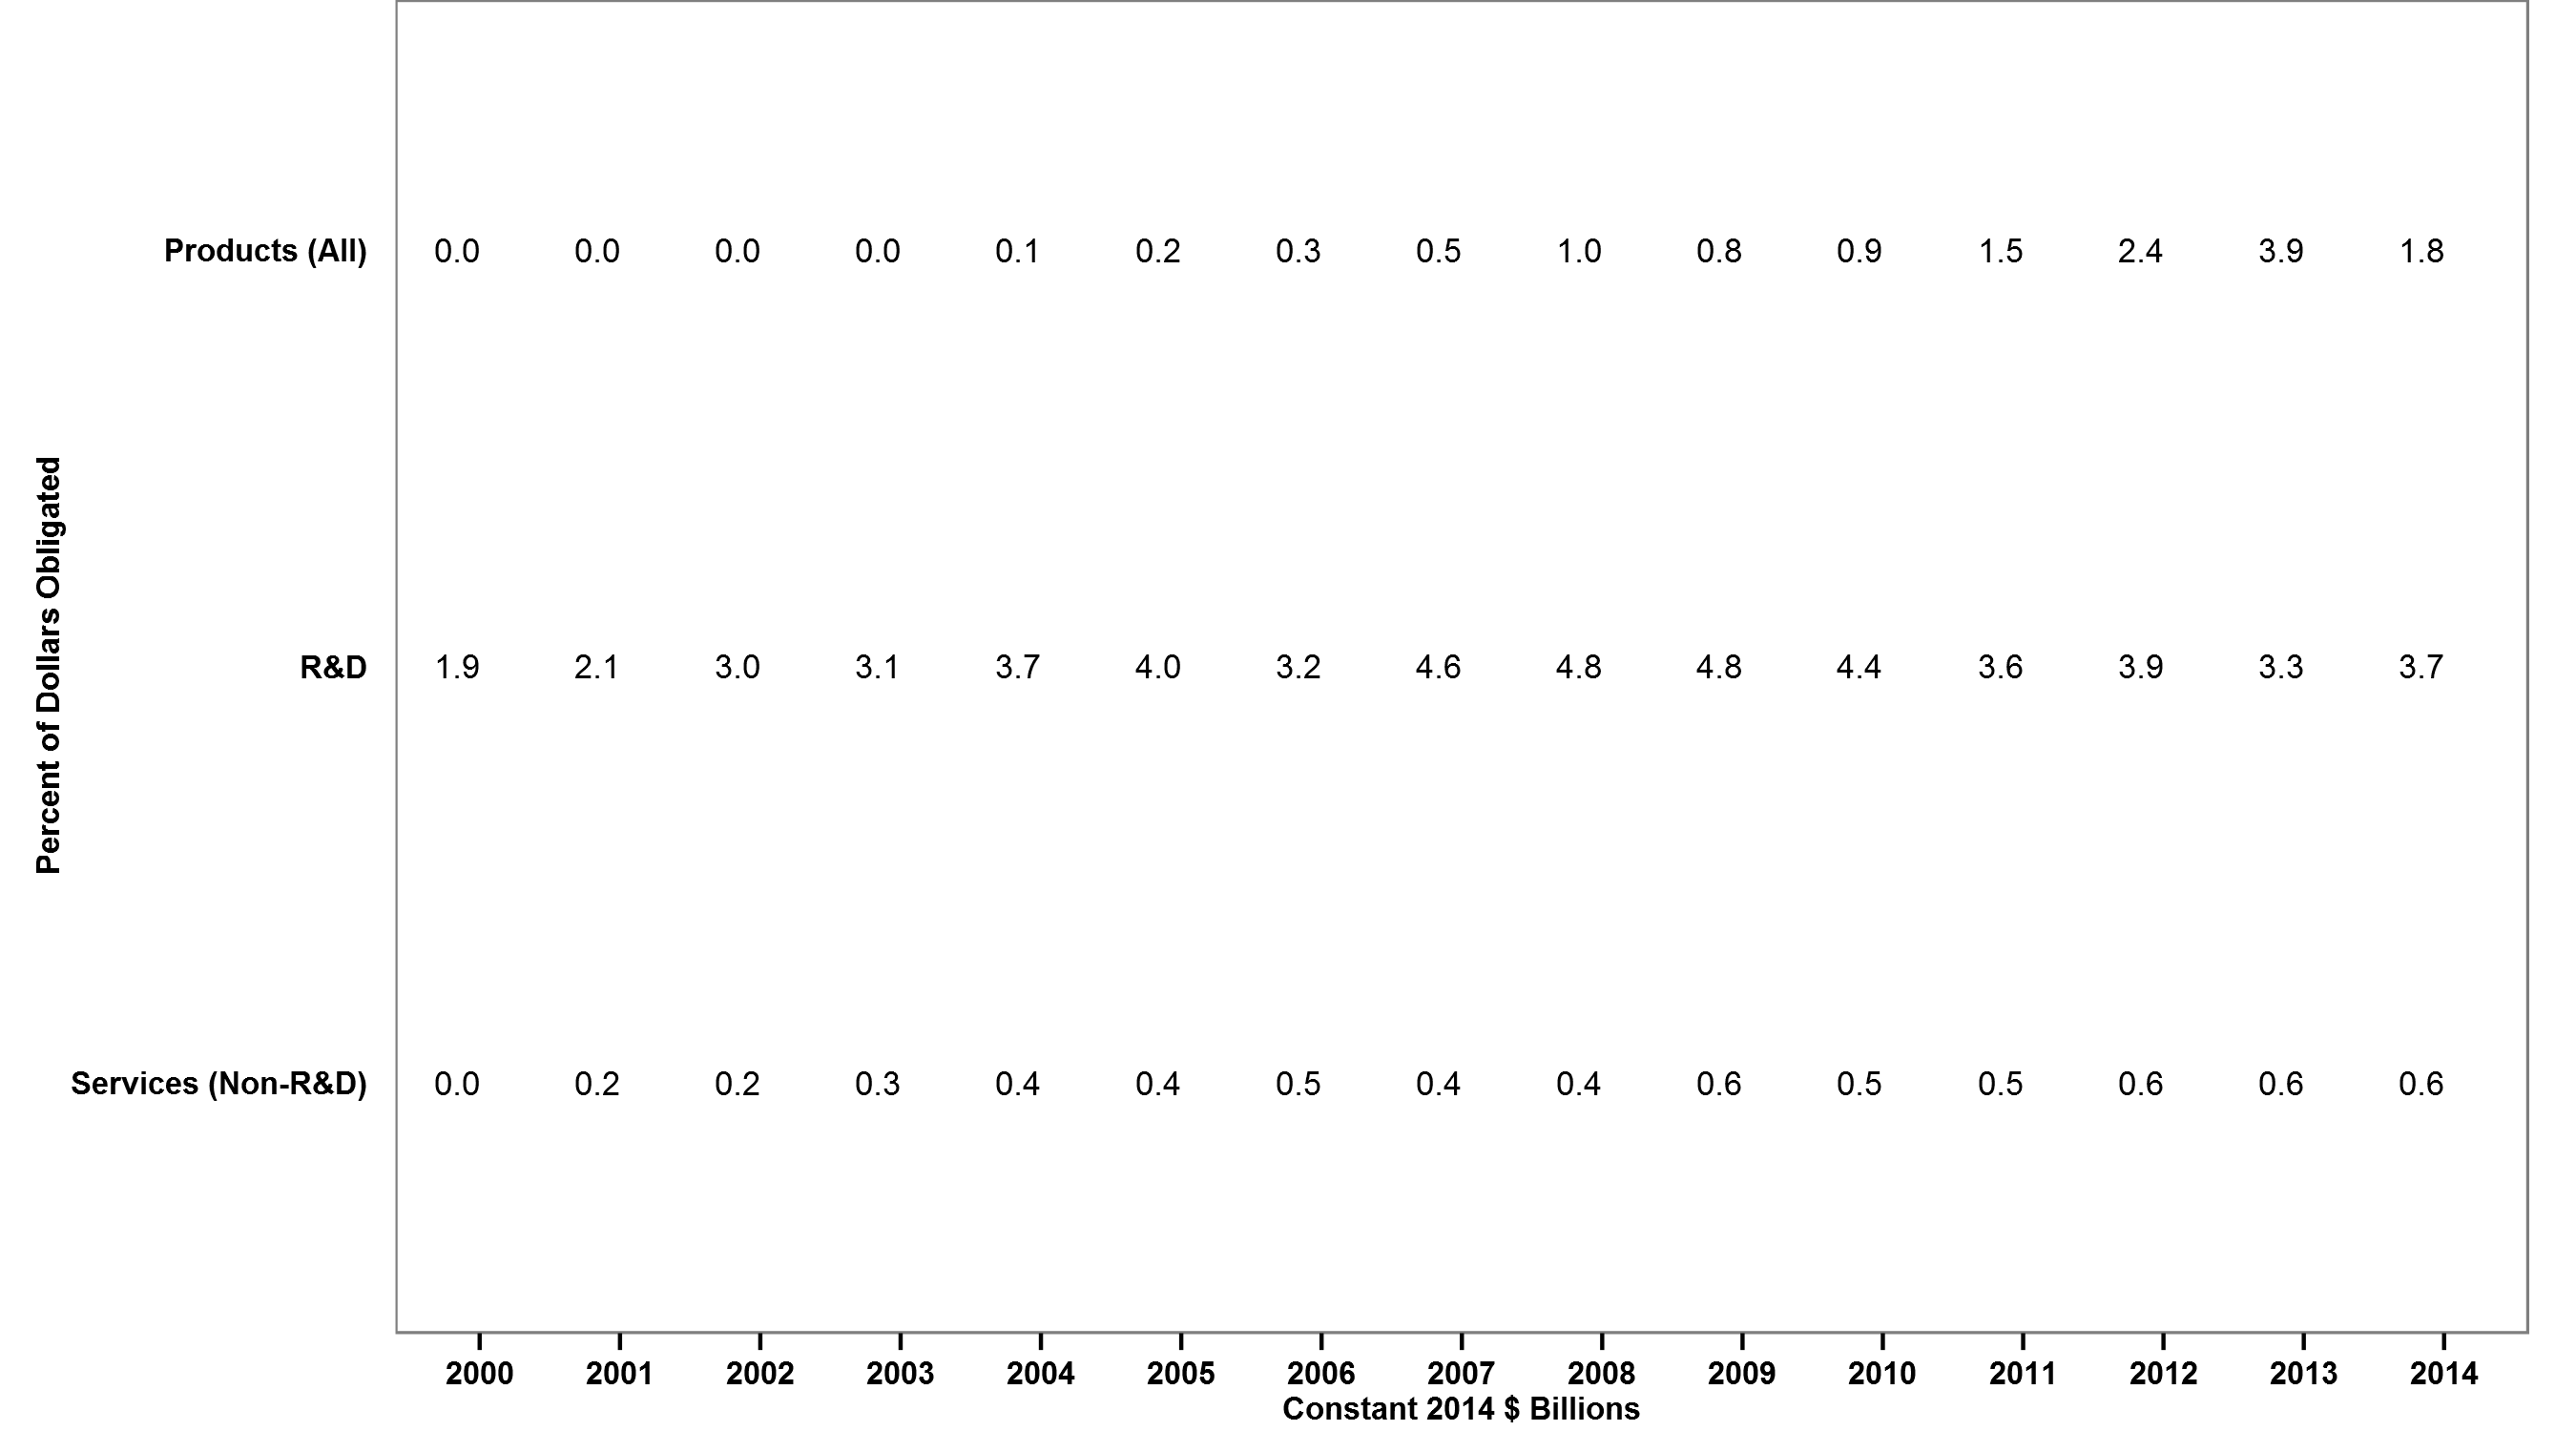 Products (All) 0.0 0.0 0.0 0.0 0.1 0.2 0.3 0.5 1.0 0.8 0.9 1.5 2.4 3.9 1.8
Percent of Dollars Obligated
R&D 1.9 2.1 3.0 3.1 3.7 4.0 3.2 4.6 4.8 4.8 4.4 3.6 3.9 3.3 3.7
Services (Non-R&D) 0.0 0.2 0.2 0.3 0.4 0.4 0.5 0.4 0.4 0.6 0.5 0.5 0.6 0.6 0.6
2000 2001 2002 2003 2004 2005 2006 2007 2008 2009 2010 2011 2012 2013 2014
Constant 2014 $ Billions